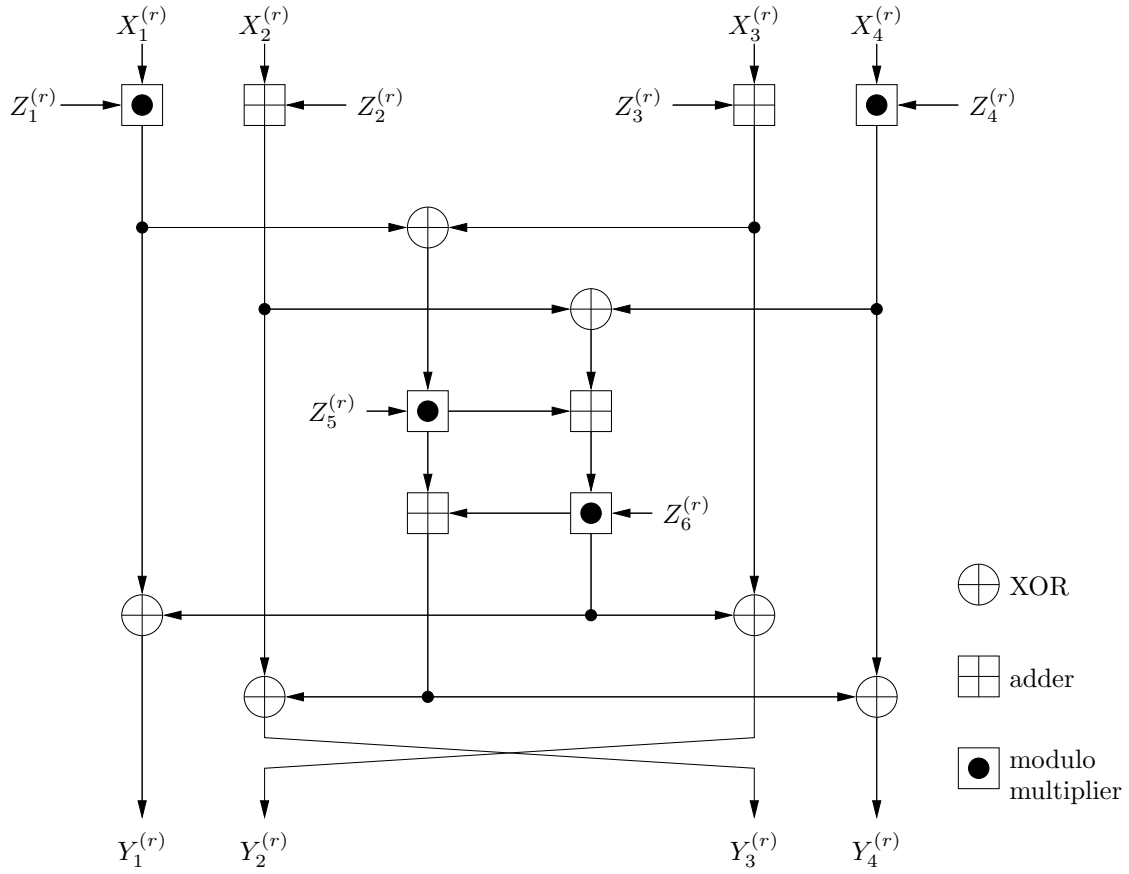 X_1^{(r)} X_2^{(r)} X_3^{(r)} X_4^{(r)}
Z_1^{(r)} Z_2^{(r)} Z_3^{(r)} Z_4^{(r)}
Z_5^{(r)}
Z_6^{(r)}
XOR
adder
modulo
multiplier
Y_1^{(r)} Y_2^{(r)} Y_3^{(r)} Y_4^{(r)}